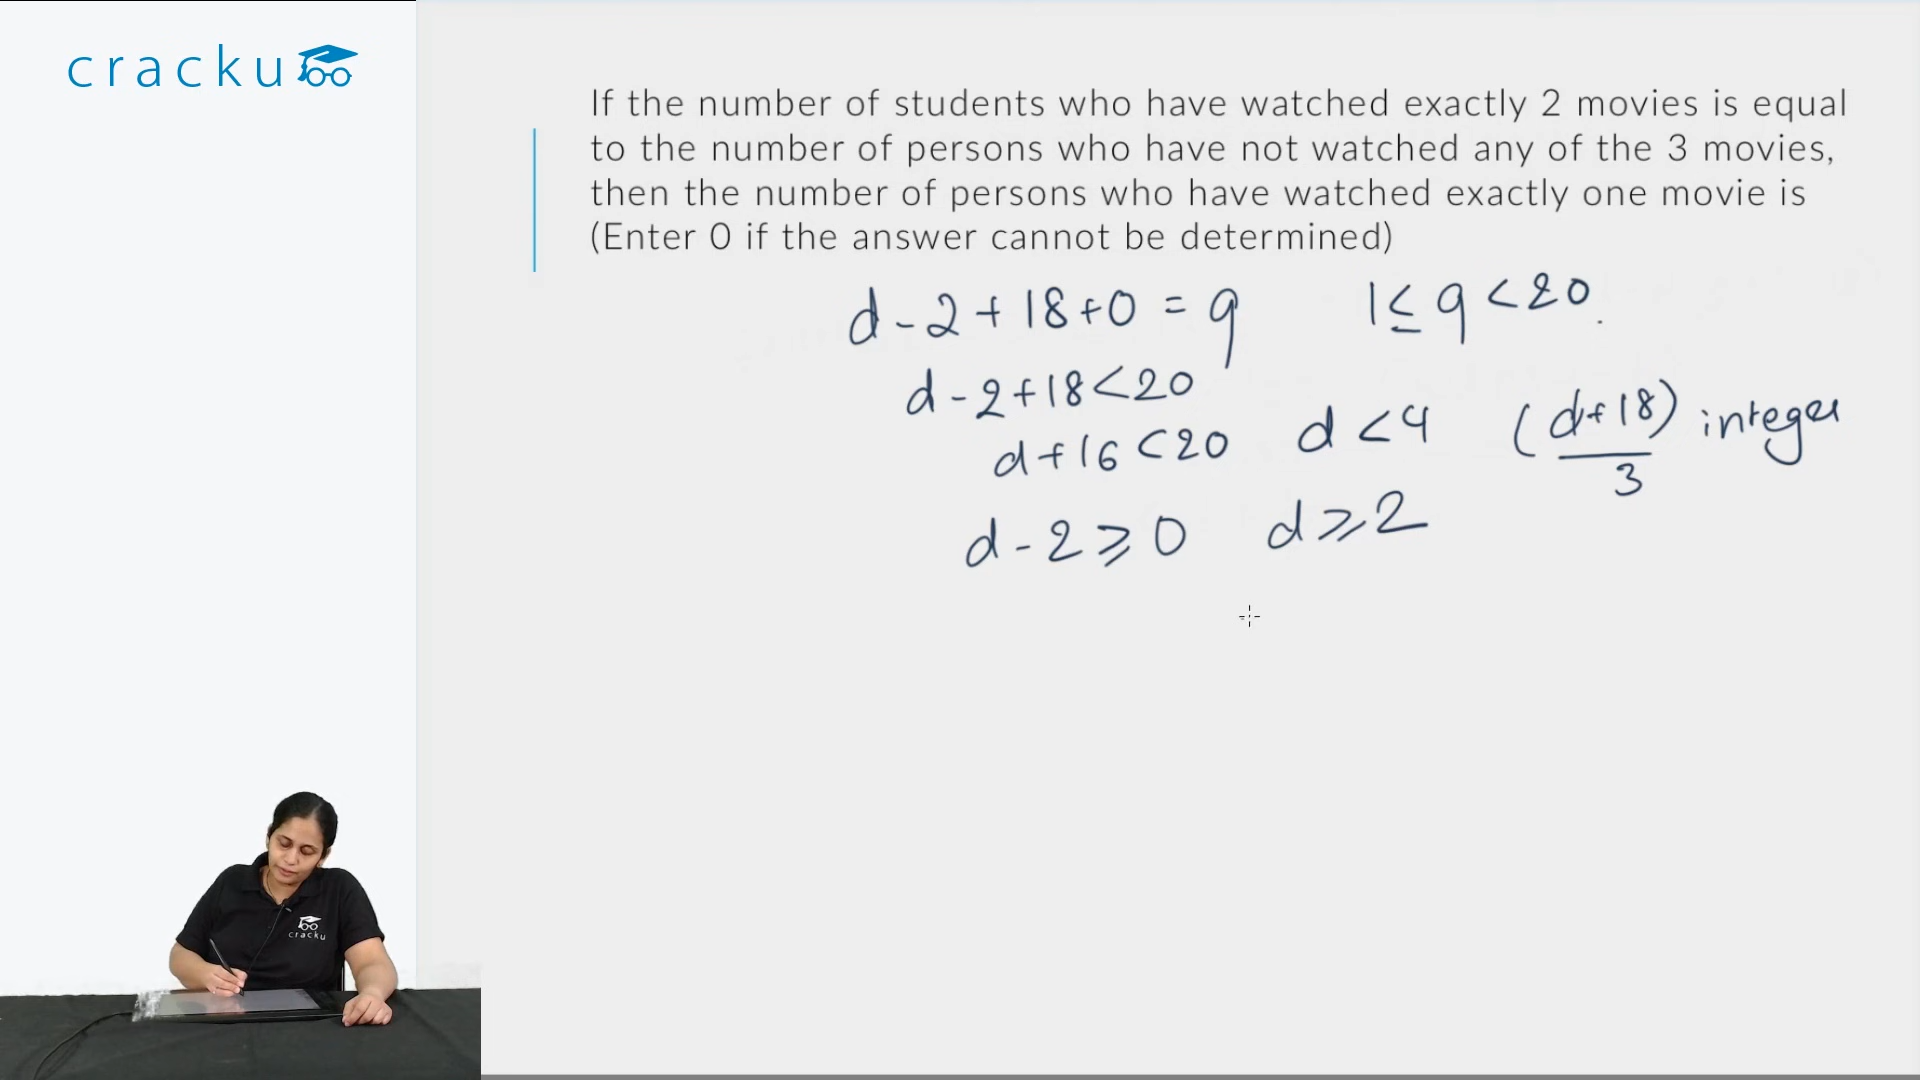 cracku
If the number of students who have watched exactly 2 movies is equal
to the number of persons who have not watched any of the 3 movies,
then the number of persons who have watched exactly one movie is
(Enter 0 if the answer cannot be determined)
d-2+18+0 = q 1≤q<20.
d-2+18<20
d+16<20 d<4 (d+18)/3 integer
d-2≥0 d≥2
cracku